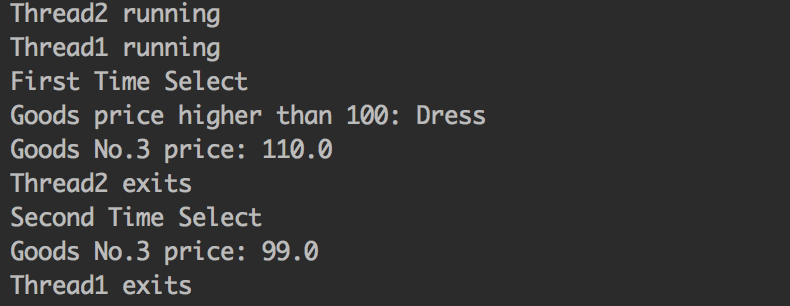 Thread2 running
Thread1 running
First Time Select
Goods price higher than 100: Dress
Goods No.3 price: 110.0
Thread2 exits
Second Time Select
Goods No.3 price: 99.0
Thread1 exits